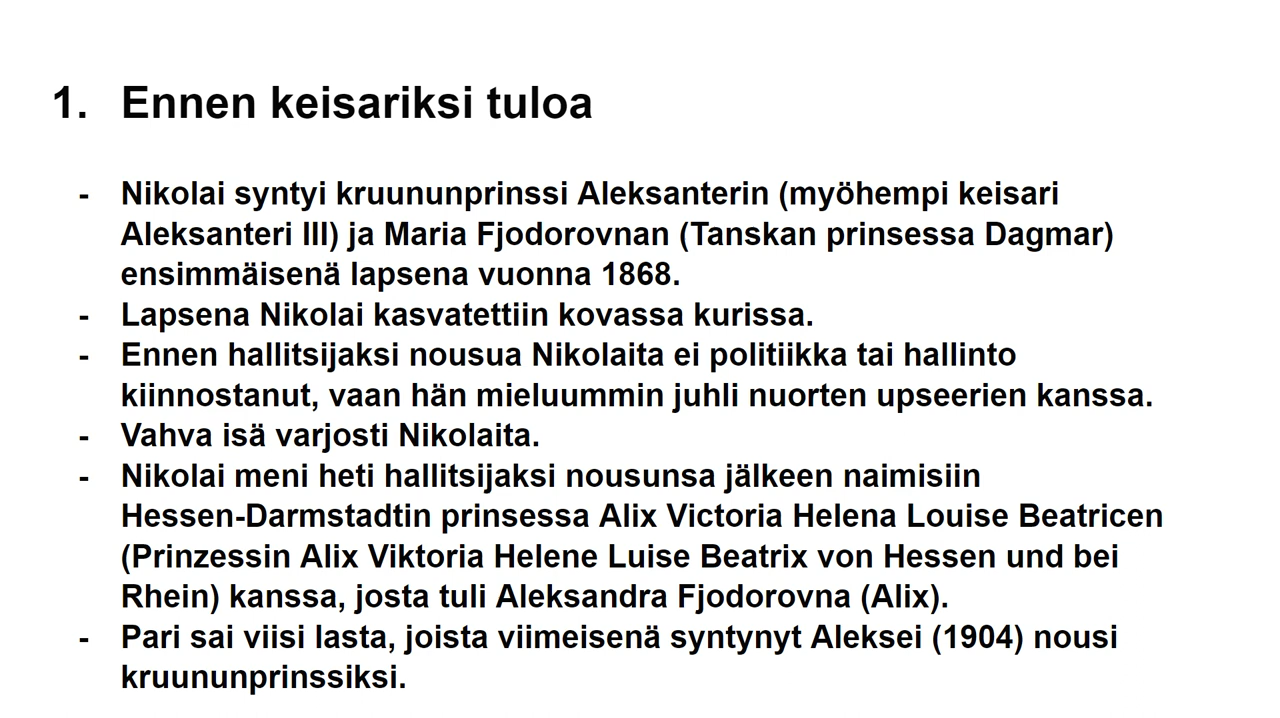 1. Ennen keisariksi tuloa
- Nikolai syntyi kruununprinssi Aleksanterin (myöhempi keisari
Aleksanteri III) ja Maria Fjodorovnan (Tanskan prinsessa Dagmar)
ensimmäisenä lapsena vuonna 1868.
- Lapsena Nikolai kasvatettiin kovassa kurissa.
- Ennen hallitsijaksi nousua Nikolaita ei politiikka tai hallinto
kiinnostanut, vaan hän mieluummin juhli nuorten upseerien kanssa.
- Vahva isä varjosti Nikolaita.
- Nikolai meni heti hallitsijaksi nousunsa jälkeen naimisiin
Hessen-Darmstadtin prinsessa Alix Victoria Helena Louise Beatricen
(Prinzessin Alix Viktoria Helene Luise Beatrix von Hessen und bei
Rhein) kanssa, josta tuli Aleksandra Fjodorovna (Alix).
- Pari sai viisi lasta, joista viimeisenä syntynyt Aleksei (1904) nousi
kruununprinssiksi.